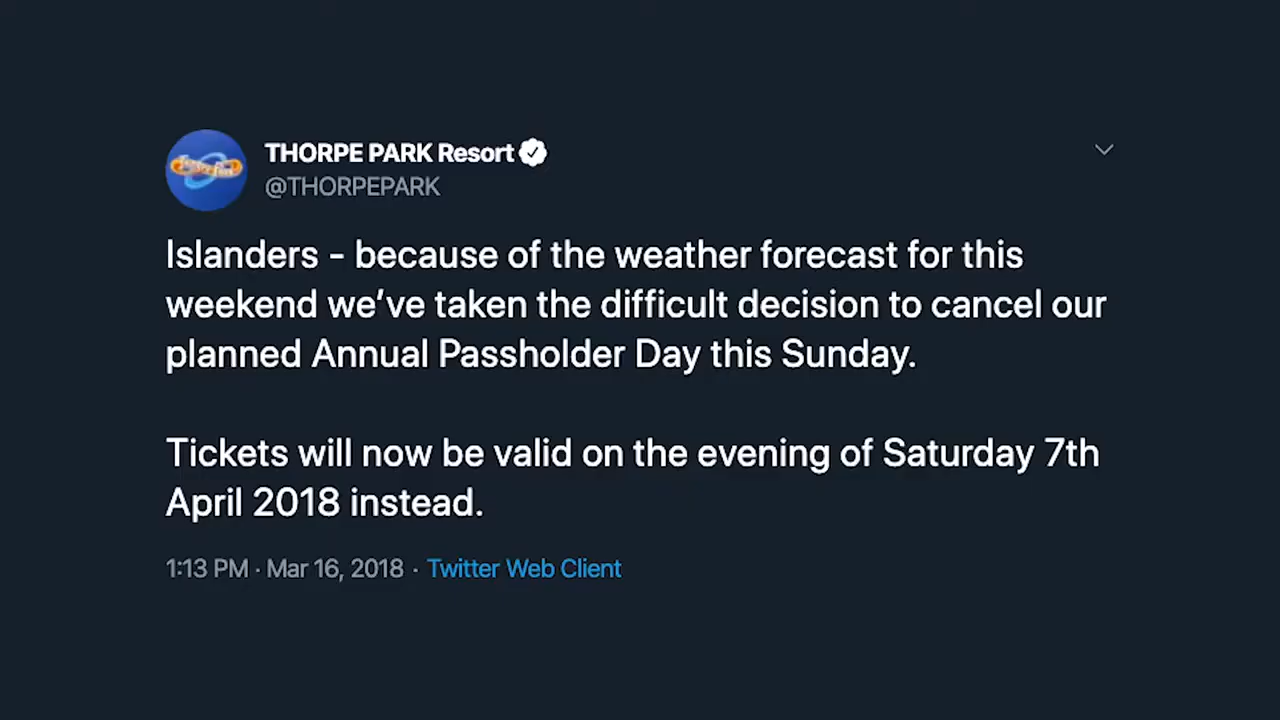 THORPE PARK Resort
@THORPEPARK
Islanders - because of the weather forecast for this
weekend we've taken the difficult decision to cancel our
planned Annual Passholder Day this Sunday.
Tickets will now be valid on the evening of Saturday 7th
April 2018 instead.
1:13 PM · Mar 16, 2018 · Twitter Web Client